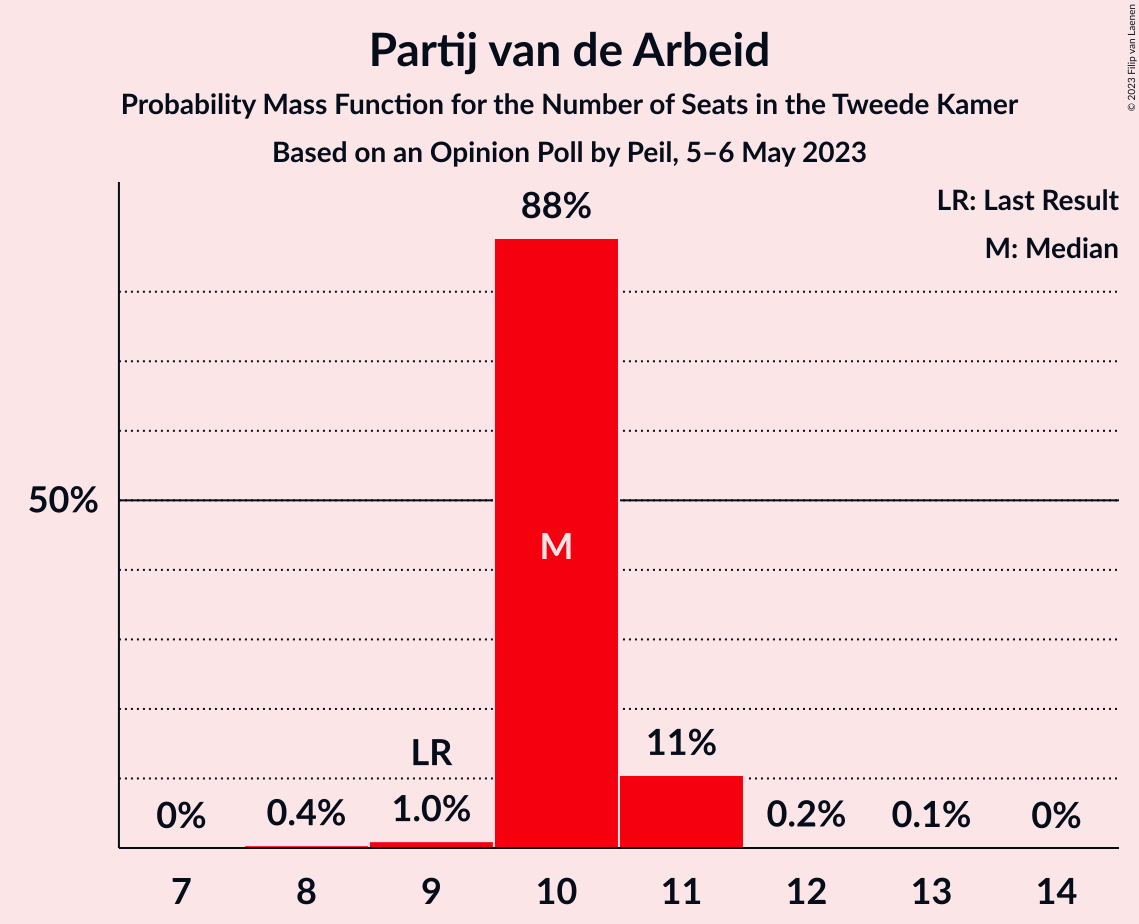 Partij van de Arbeid
Probability Mass Function for the Number of Seats in the Tweede Kamer
Based on an Opinion Poll by Peil, 5–6 May 2023
© 2023 Filip van Laenen
LR: Last Result
M: Median
88%
50%
M
LR
11%
0%
0.4%
1.0%
0.2%
0.1%
0%
7
8
9
10
11
12
13
14